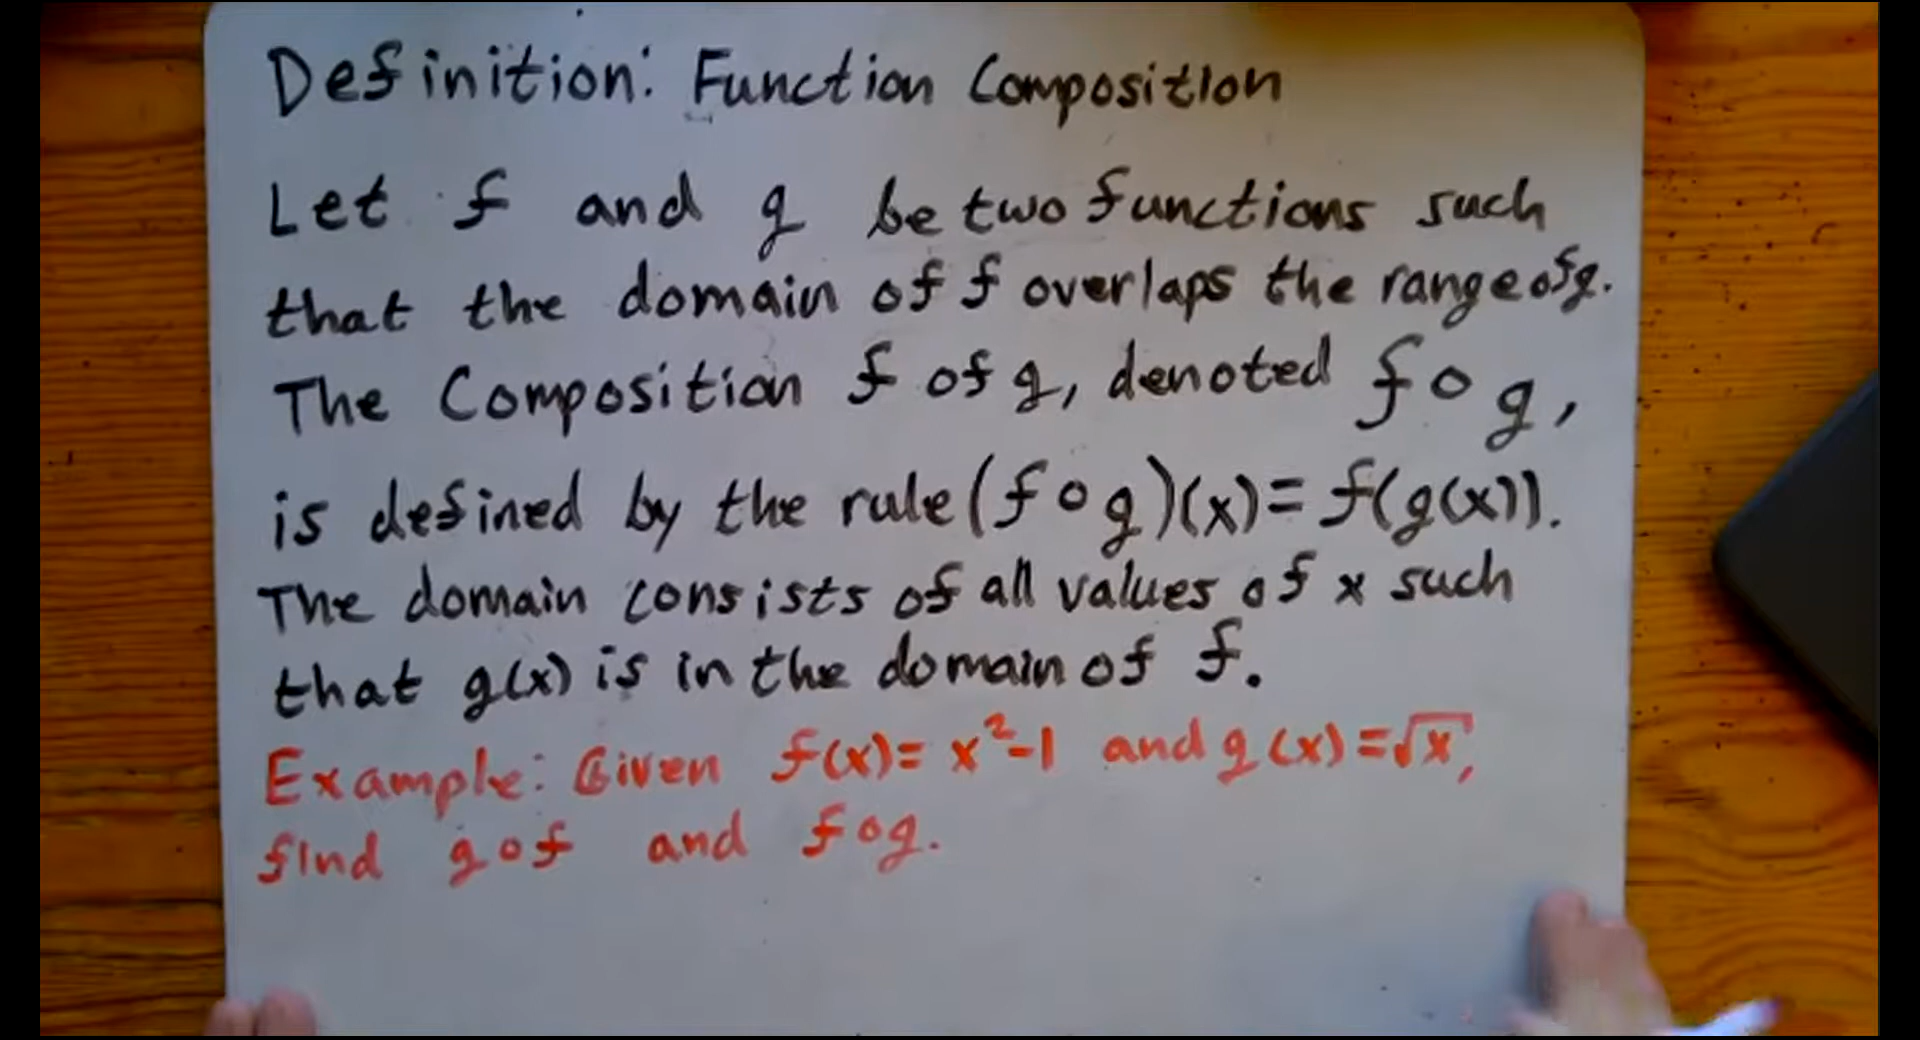 Definition: Function Composition
Let f and g be two functions such
that the domain of f overlaps the range of g.
The Composition f of g, denoted f ∘ g,
is defined by the rule (f ∘ g)(x) = f(g(x)).
The domain consists of all values of x such
that g(x) is in the domain of f.
Example: Given f(x) = x²-1 and g(x) = √x,
find g∘f and f∘g.